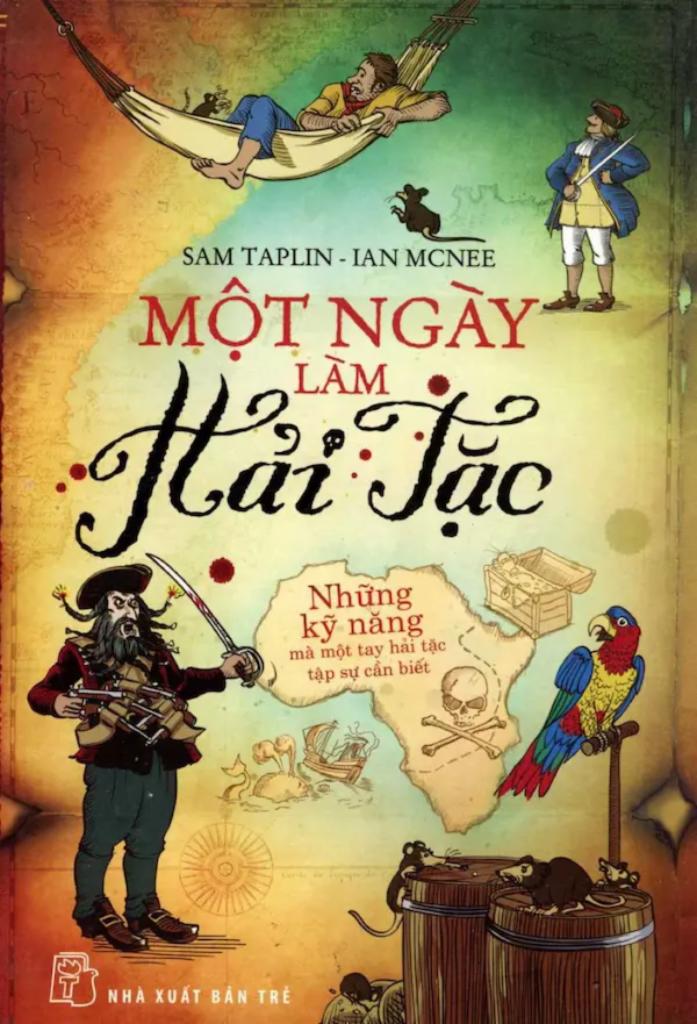 SAM TAPLIN - IAN MCNEE
MỘT NGÀY
LÀM
Hải Tặc
Những
kỹ năng
mà một tay hải tặc
tập sự cần biết
NHÀ XUẤT BẢN TRẺ